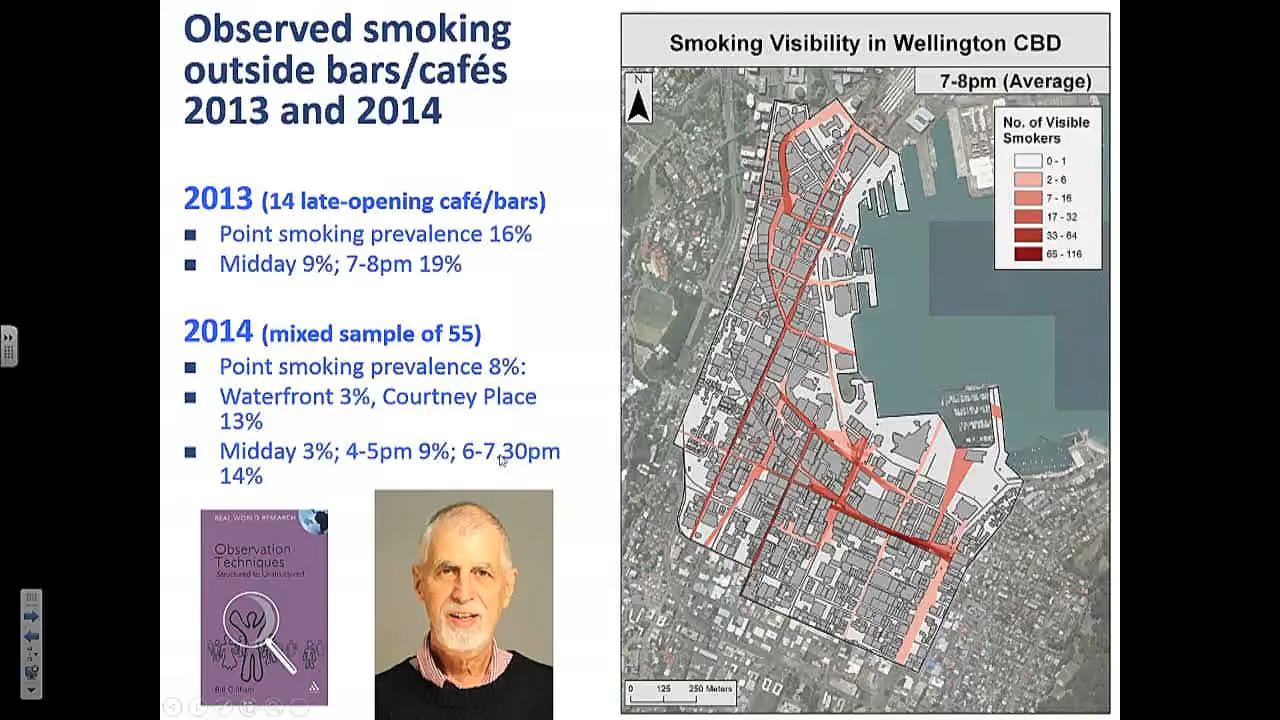 Observed smoking
outside bars/cafés
2013 and 2014
2013 (14 late-opening café/bars)
Point smoking prevalence 16%
Midday 9%; 7-8pm 19%
2014 (mixed sample of 55)
Point smoking prevalence 8%:
Waterfront 3%, Courtney Place
13%
Midday 3%; 4-5pm 9%; 6-7.30pm
14%
REAL WORLD RESEARCH
Observation
Techniques
Structured to Unstructured
Bill Gillham
Smoking Visibility in Wellington CBD
7-8pm (Average)
N
No. of Visible
Smokers
0 - 1
2 - 6
7 - 16
17 - 32
33 - 64
65 - 116
0 125 250 Meters